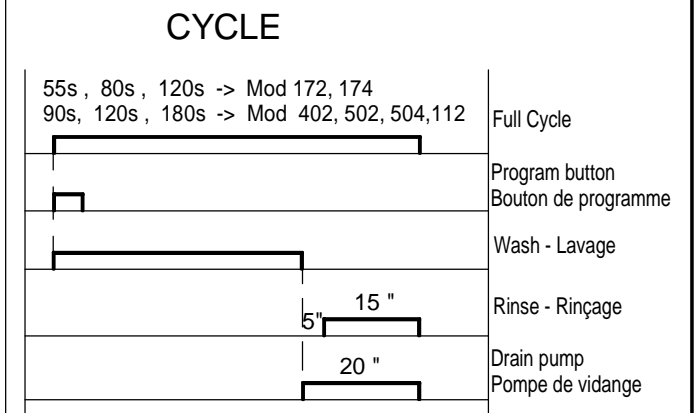 CYCLE
55s , 80s , 120s -> Mod 172, 174
90s, 120s , 180s -> Mod 402, 502, 504,112
Full Cycle
Program button
Bouton de programme
Wash - Lavage
5"
15 "
Rinse - Rinçage
20 "
Drain pump
Pompe de vidange